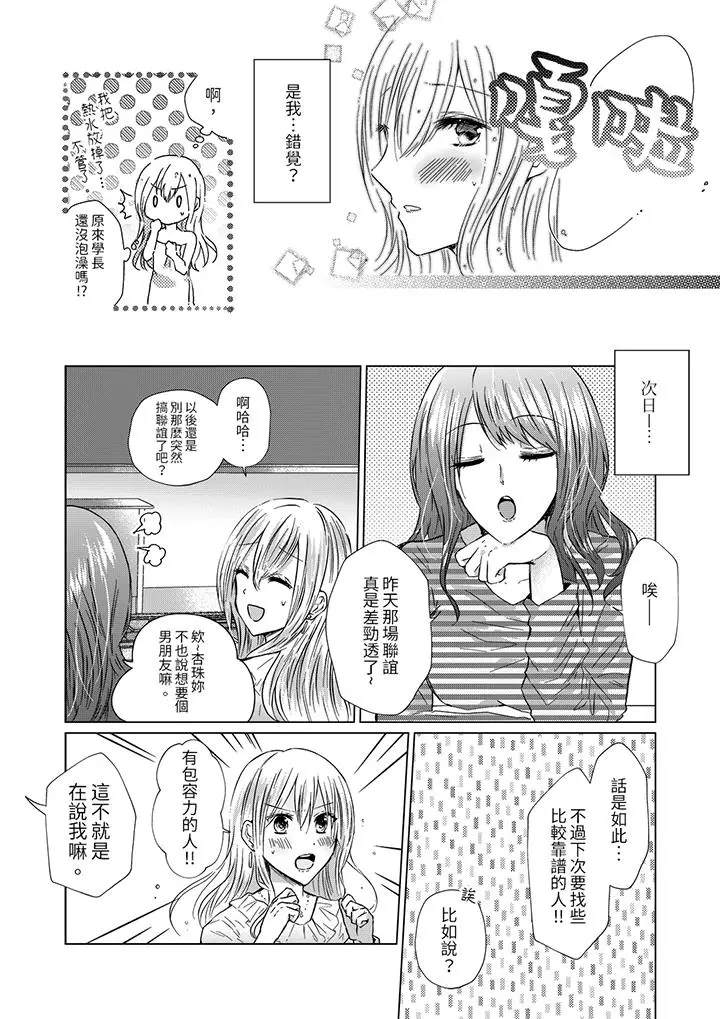 嘎啦
是我…錯覺？
啊，
我把
熱水放掉了…
不管了。
原來學長
還沒泡澡嗎!?
次日─…
唉──
昨天那場聯誼
真是差勁透了~
啊哈哈…
以後還是
別那麼突然
搞聯誼了吧？
欸~杏珠妳
不也說想要個
男朋友嘛。
話是如此…
不過下次要找些
比較靠譜的人!!
誒
比如說？
有包容力的人!!
這不就是
在說我嘛。